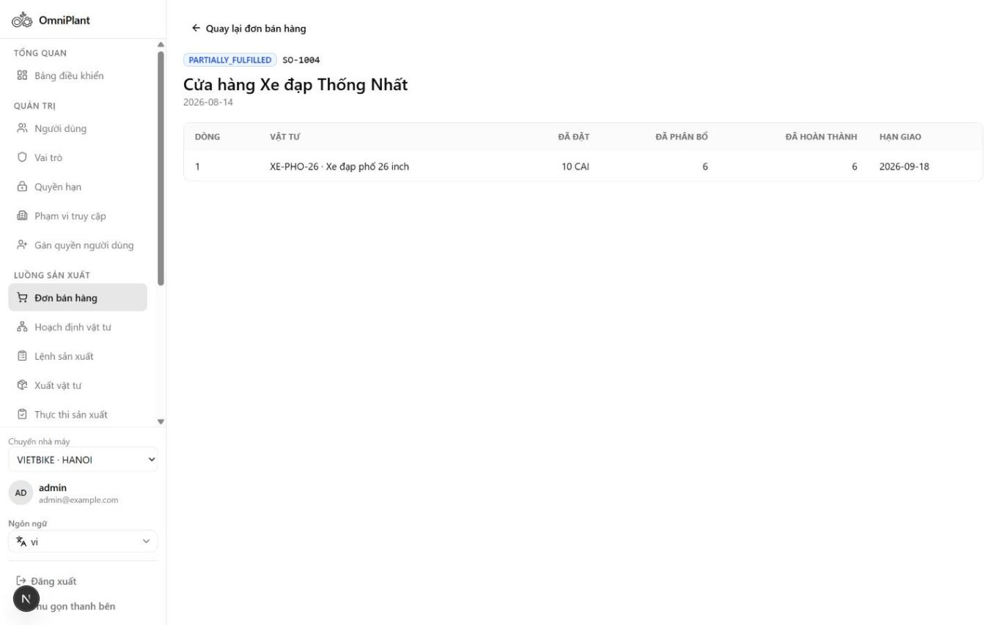 OmniPlant
TỔNG QUAN
Bảng điều khiển
QUẢN TRỊ
Người dùng
Vai trò
Quyền hạn
Phạm vi truy cập
Gán quyền người dùng
LUỒNG SẢN XUẤT
Đơn bán hàng
Hoạch định vật tư
Lệnh sản xuất
Xuất vật tư
Thực thi sản xuất
Chuyển nhà máy
VIETBIKE · HANOI
AD
admin
admin@example.com
Ngôn ngữ
vi
Đăng xuất
N
hu gọn thanh bên
Quay lại đơn bán hàng
PARTIALLY_FULFILLED SO-1004
Cửa hàng Xe đạp Thống Nhất
2026-08-14
DÒNG VẬT TƯ ĐÃ ĐẶT ĐÃ PHÂN BỔ ĐÃ HOÀN THÀNH HẠN GIAO
1 XE-PHO-26 · Xe đạp phố 26 inch 10 CAI 6 6 2026-09-18